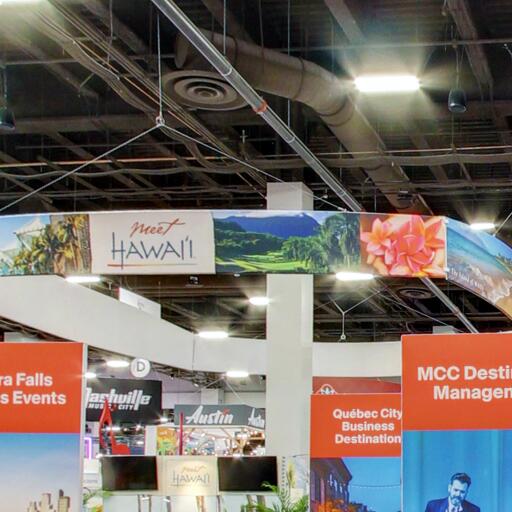 meet
HAWAI'I
ra Falls
s Events
MCC Destin
Managem
D
Nashville
MUSIC CITY
Austin
Québec City
Business
Destination
meet
HAWAI'I